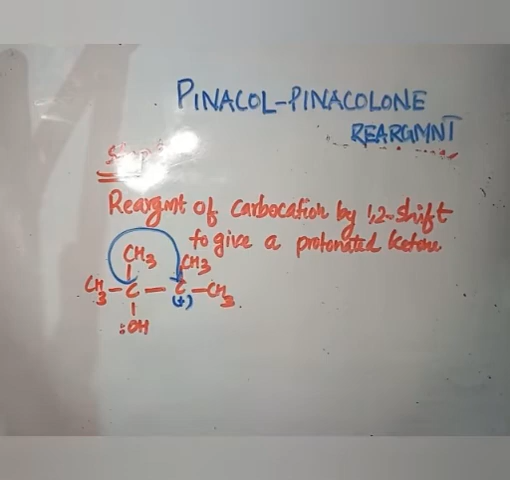 PINACOL-PINACOLONE
REARGMNT
Reargmt of carbocation by 1,2-shift
to give a protonated ketone
CH3 CH3
CH3-C-C-CH3
(+)
:OH